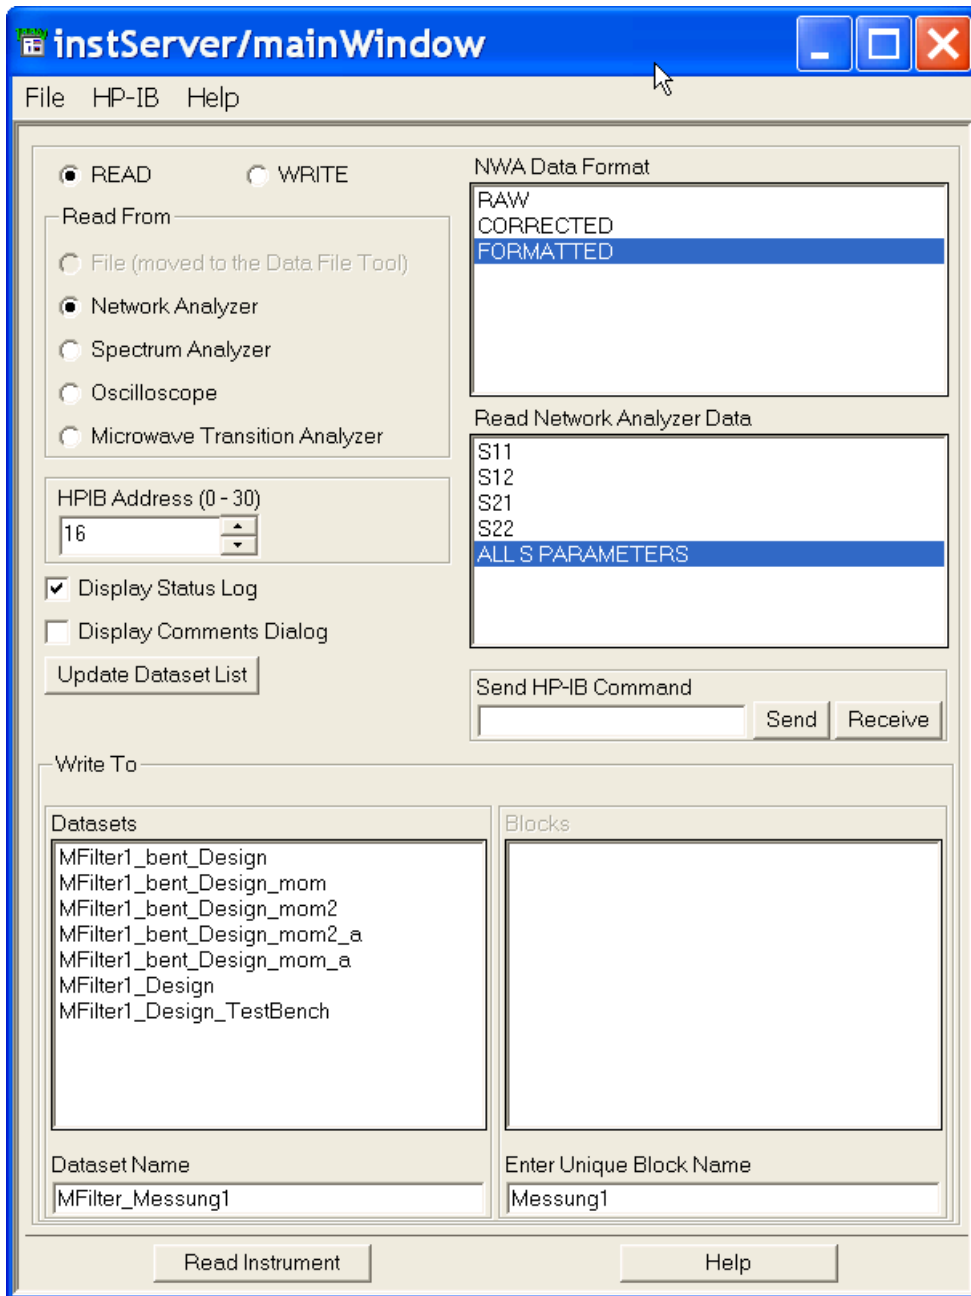 instServer/mainWindow
File HP-IB Help
READ WRITE
Read From
File (moved to the Data File Tool)
Network Analyzer
Spectrum Analyzer
Oscilloscope
Microwave Transition Analyzer
HPIB Address (0 - 30)
16
Display Status Log
Display Comments Dialog
Update Dataset List
NWA Data Format
RAW
CORRECTED
FORMATTED
Read Network Analyzer Data
S11
S12
S21
S22
ALL S PARAMETERS
Send HP-IB Command
Send Receive
Write To
Datasets
MFilter1_bent_Design
MFilter1_bent_Design_mom
MFilter1_bent_Design_mom2
MFilter1_bent_Design_mom2_a
MFilter1_bent_Design_mom_a
MFilter1_Design
MFilter1_Design_TestBench
Dataset Name
MFilter_Messung1
Blocks
Enter Unique Block Name
Messung1
Read Instrument Help